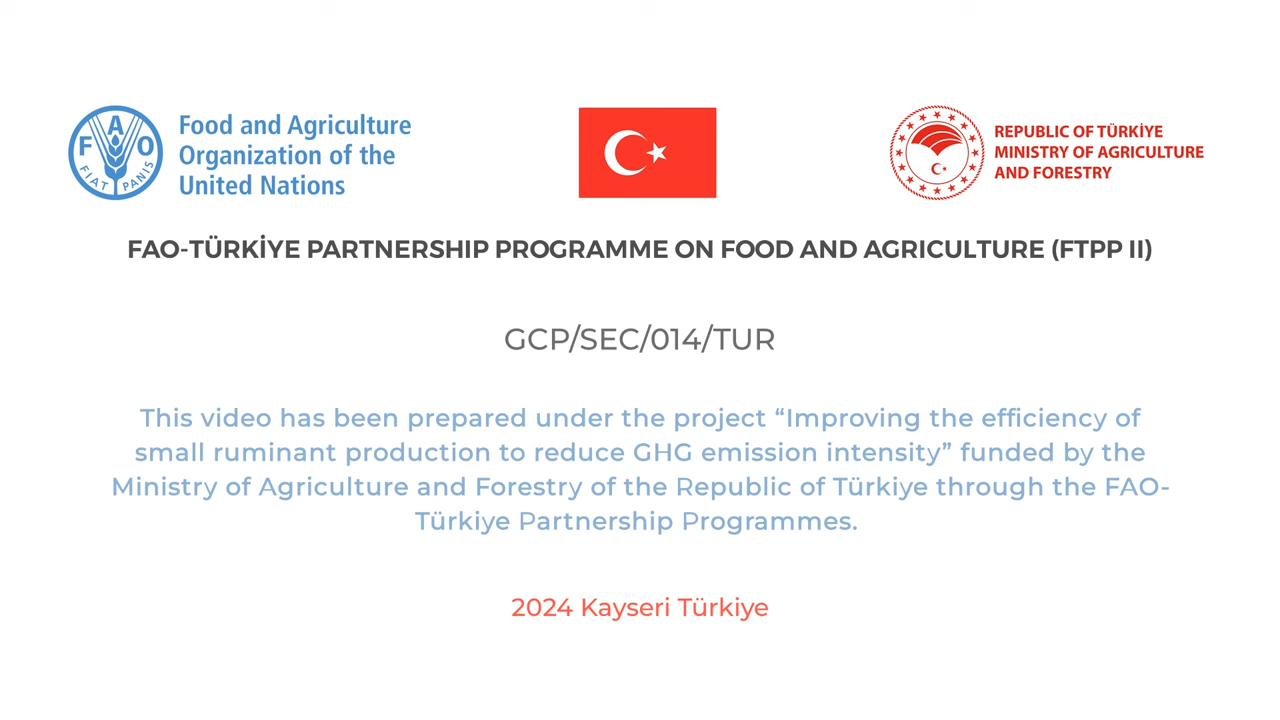 FAO
FIAT PANIS
Food and Agriculture
Organization of the
United Nations
REPUBLIC OF TÜRKİYE
MINISTRY OF AGRICULTURE
AND FORESTRY
FAO-TÜRKİYE PARTNERSHIP PROGRAMME ON FOOD AND AGRICULTURE (FTPP II)
GCP/SEC/014/TUR
This video has been prepared under the project “Improving the efficiency of
small ruminant production to reduce GHG emission intensity” funded by the
Ministry of Agriculture and Forestry of the Republic of Türkiye through the FAO-
Türkiye Partnership Programmes.
2024 Kayseri Türkiye